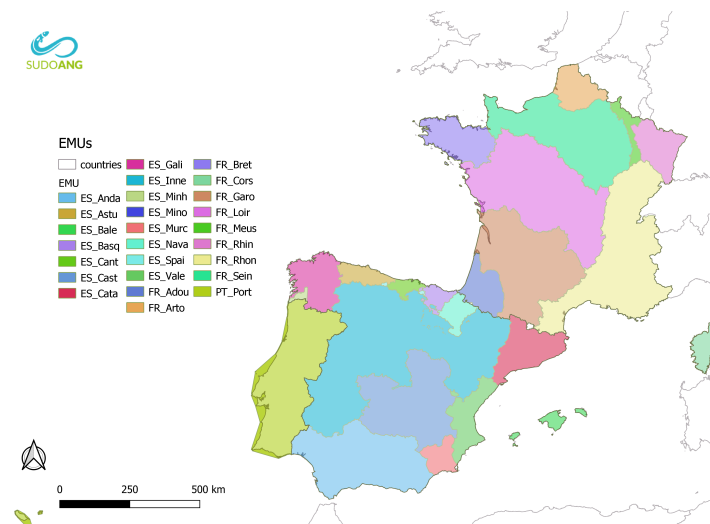 SUDOANG
EMUs
countries
EMU
ES_Anda
ES_Astu
ES_Bale
ES_Basq
ES_Cant
ES_Cast
ES_Cata
ES_Gali
ES_Inne
ES_Minh
ES_Mino
ES_Murc
ES_Nava
ES_Spai
ES_Vale
FR_Adou
FR_Arto
FR_Bret
FR_Cors
FR_Garo
FR_Loir
FR_Meus
FR_Rhin
FR_Rhon
FR_Sein
PT_Port
0 250 500 km